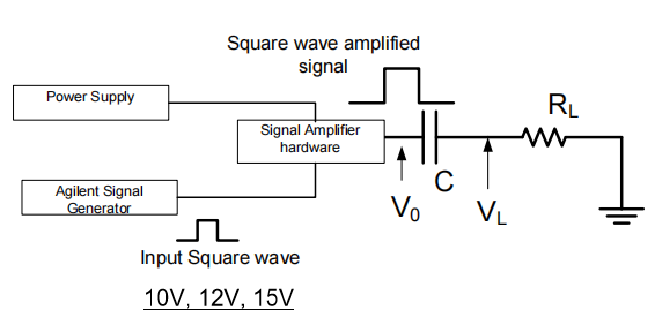 Square wave amplified
signal
Power Supply
Signal Amplifier
hardware
RL
C
V0
VL
Agilent Signal
Generator
Input Square wave
10V, 12V, 15V